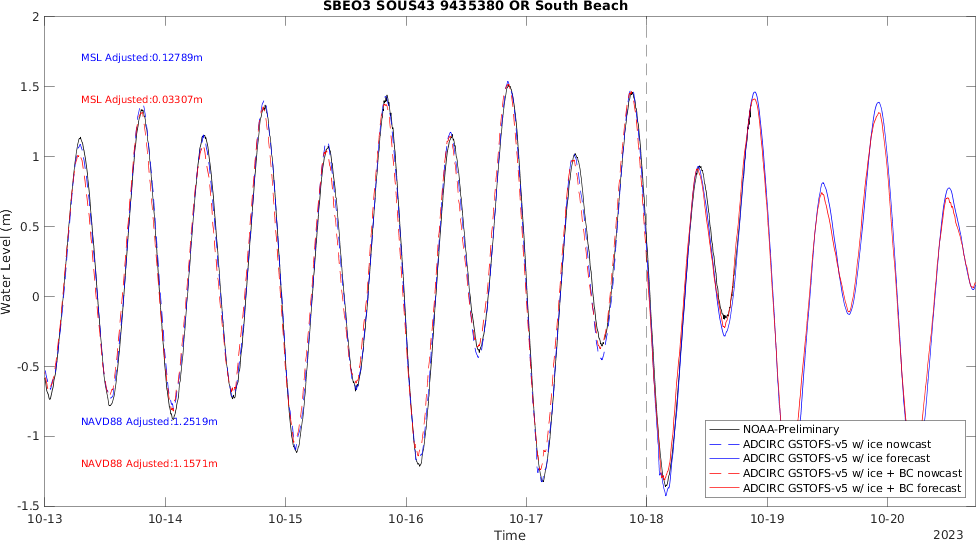 SBEO3 SOUS43 9435380 OR South Beach
2
1.5
1
0.5
0
-0.5
-1
-1.5
Water Level (m)
MSL Adjusted:0.12789m
MSL Adjusted:0.03307m
NAVD88 Adjusted:1.2519m
NAVD88 Adjusted:1.1571m
NOAA-Preliminary
ADCIRC GSTOFS-v5 w/ ice nowcast
ADCIRC GSTOFS-v5 w/ ice forecast
ADCIRC GSTOFS-v5 w/ ice + BC nowcast
ADCIRC GSTOFS-v5 w/ ice + BC forecast
10-13 10-14 10-15 10-16 10-17 10-18 10-19 10-20
Time
2023